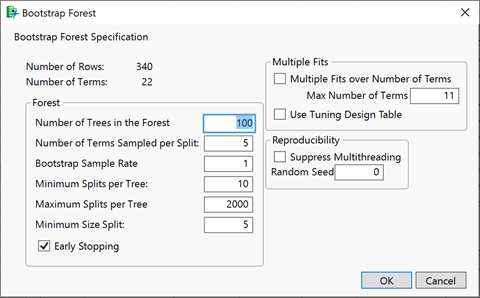 Bootstrap Forest
Bootstrap Forest Specification
Number of Rows: 340
Number of Terms: 22
Forest
Number of Trees in the Forest 100
Number of Terms Sampled per Split: 5
Bootstrap Sample Rate 1
Minimum Splits per Tree: 10
Maximum Splits per Tree 2000
Minimum Size Split: 5
Early Stopping
Multiple Fits
Multiple Fits over Number of Terms
Max Number of Terms 11
Use Tuning Design Table
Reproducibility
Suppress Multithreading
Random Seed 0
OK Cancel